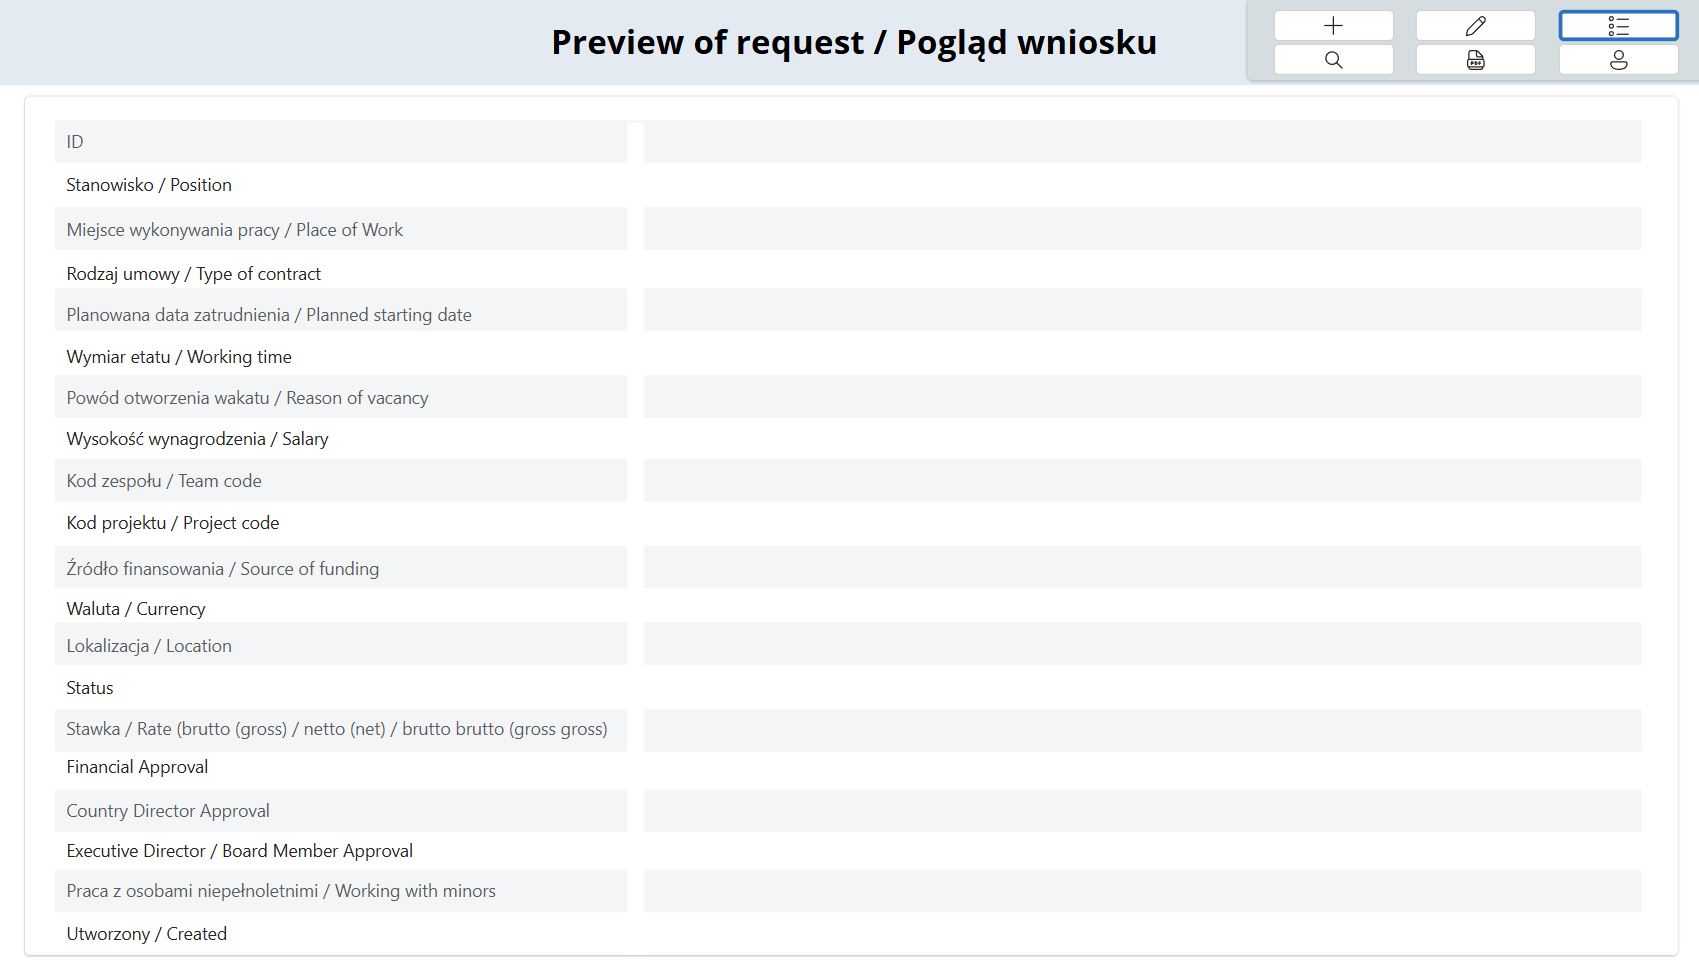 Preview of request / Pogląd wniosku
PDF
ID
Stanowisko / Position
Miejsce wykonywania pracy / Place of Work
Rodzaj umowy / Type of contract
Planowana data zatrudnienia / Planned starting date
Wymiar etatu / Working time
Powód otworzenia wakatu / Reason of vacancy
Wysokość wynagrodzenia / Salary
Kod zespołu / Team code
Kod projektu / Project code
Źródło finansowania / Source of funding
Waluta / Currency
Lokalizacja / Location
Status
Stawka / Rate (brutto (gross) / netto (net) / brutto brutto (gross gross)
Financial Approval
Country Director Approval
Executive Director / Board Member Approval
Praca z osobami niepełnoletnimi / Working with minors
Utworzony / Created